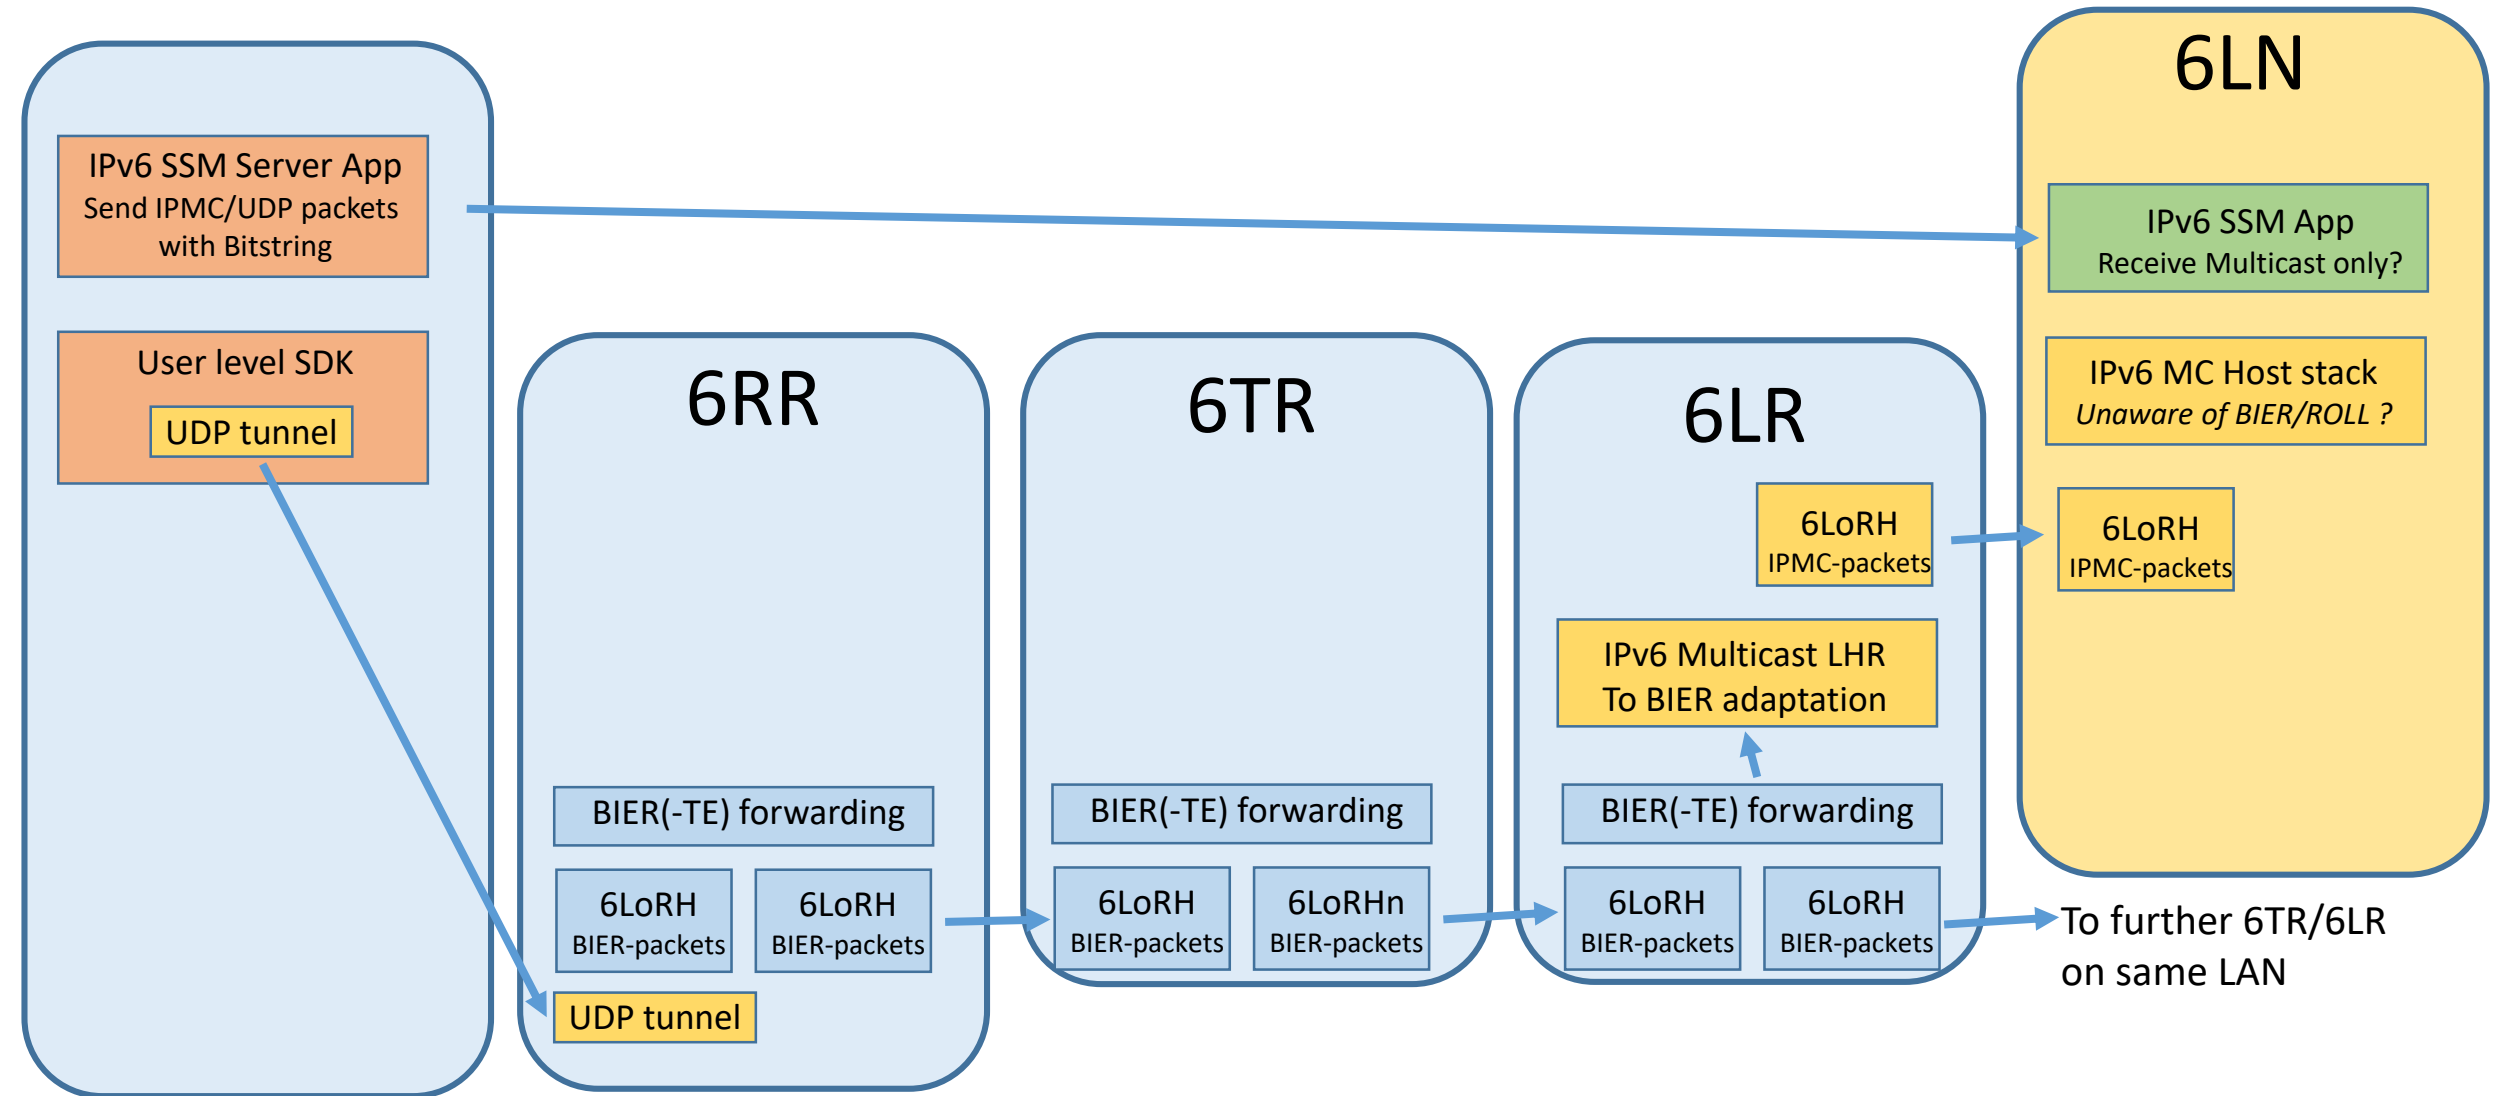 IPv6 SSM Server App
Send IPMC/UDP packets
with Bitstring
User level SDK
UDP tunnel
6RR
BIER(-TE) forwarding
6LoRH
BIER-packets
6LoRH
BIER-packets
UDP tunnel
6TR
BIER(-TE) forwarding
6LoRH
BIER-packets
6LoRHn
BIER-packets
6LR
6LoRH
IPMC-packets
IPv6 Multicast LHR
To BIER adaptation
BIER(-TE) forwarding
6LoRH
BIER-packets
6LoRH
BIER-packets
6LN
IPv6 SSM App
Receive Multicast only?
IPv6 MC Host stack
Unaware of BIER/ROLL ?
6LoRH
IPMC-packets
To further 6TR/6LR
on same LAN